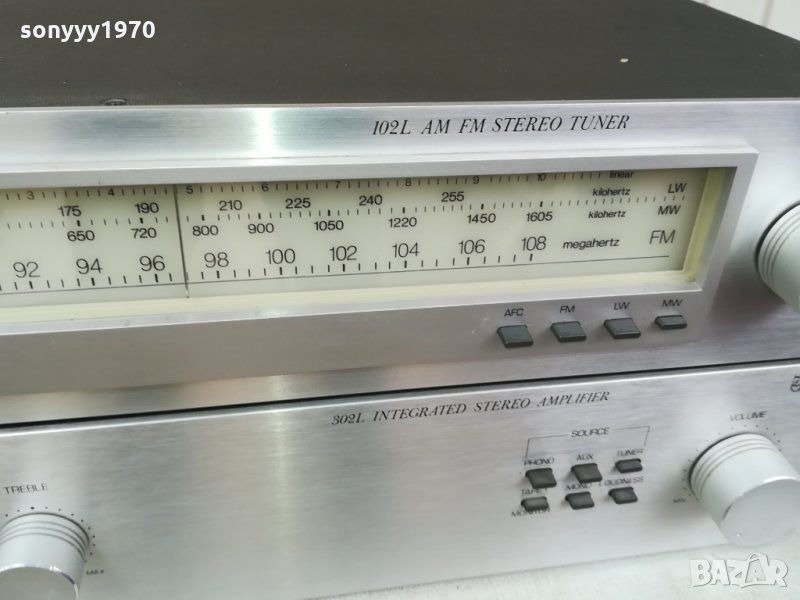 sonyyy1970
102L AM FM STEREO TUNER
3 4 5 6 7 8 9 10 linear
175 190 210 225 240 255 kilohertz LW
650 720 800 900 1050 1220 1450 1605 kilohertz MW
92 94 96 98 100 102 104 106 108 megahertz FM
AFC FM LW MW
302L INTEGRATED STEREO AMPLIFIER
SOURCE
VOLUME
PHONO AUX TUNER
TAPE MONO LOUDNESS
MONITOR
MIN
TREBLE
MAX
BAZAR